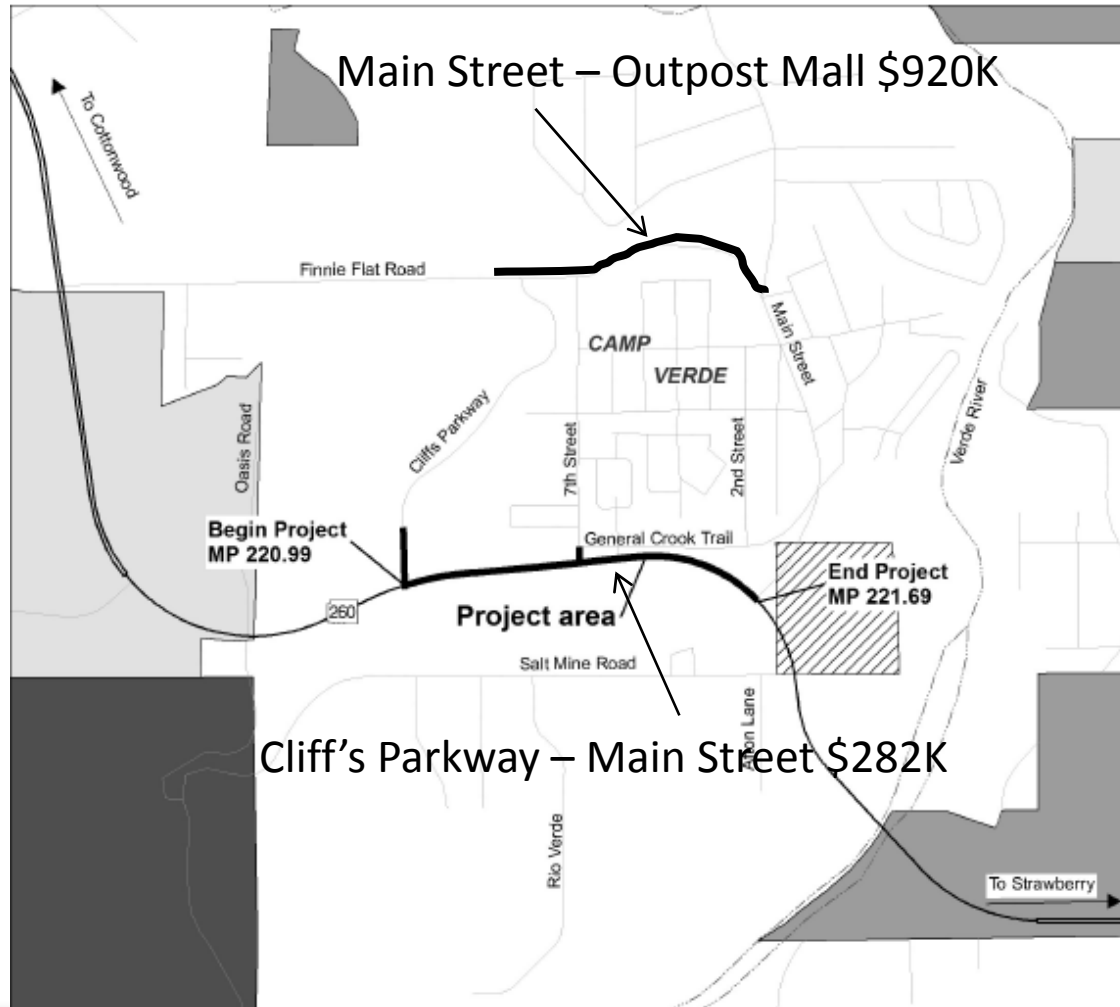 Main Street – Outpost Mall $920K
To Cottonwood
Finnie Flat Road
Main Street
CAMP
VERDE
Verde River
Cliffs Parkway
Oasis Road
7th Street
2nd Street
Begin Project
MP 220.99
General Crook Trail
End Project
MP 221.69
260
Project area
Salt Mine Road
Cliff’s Parkway – Main Street $282K
Lane
Rio Verde
To Strawberry